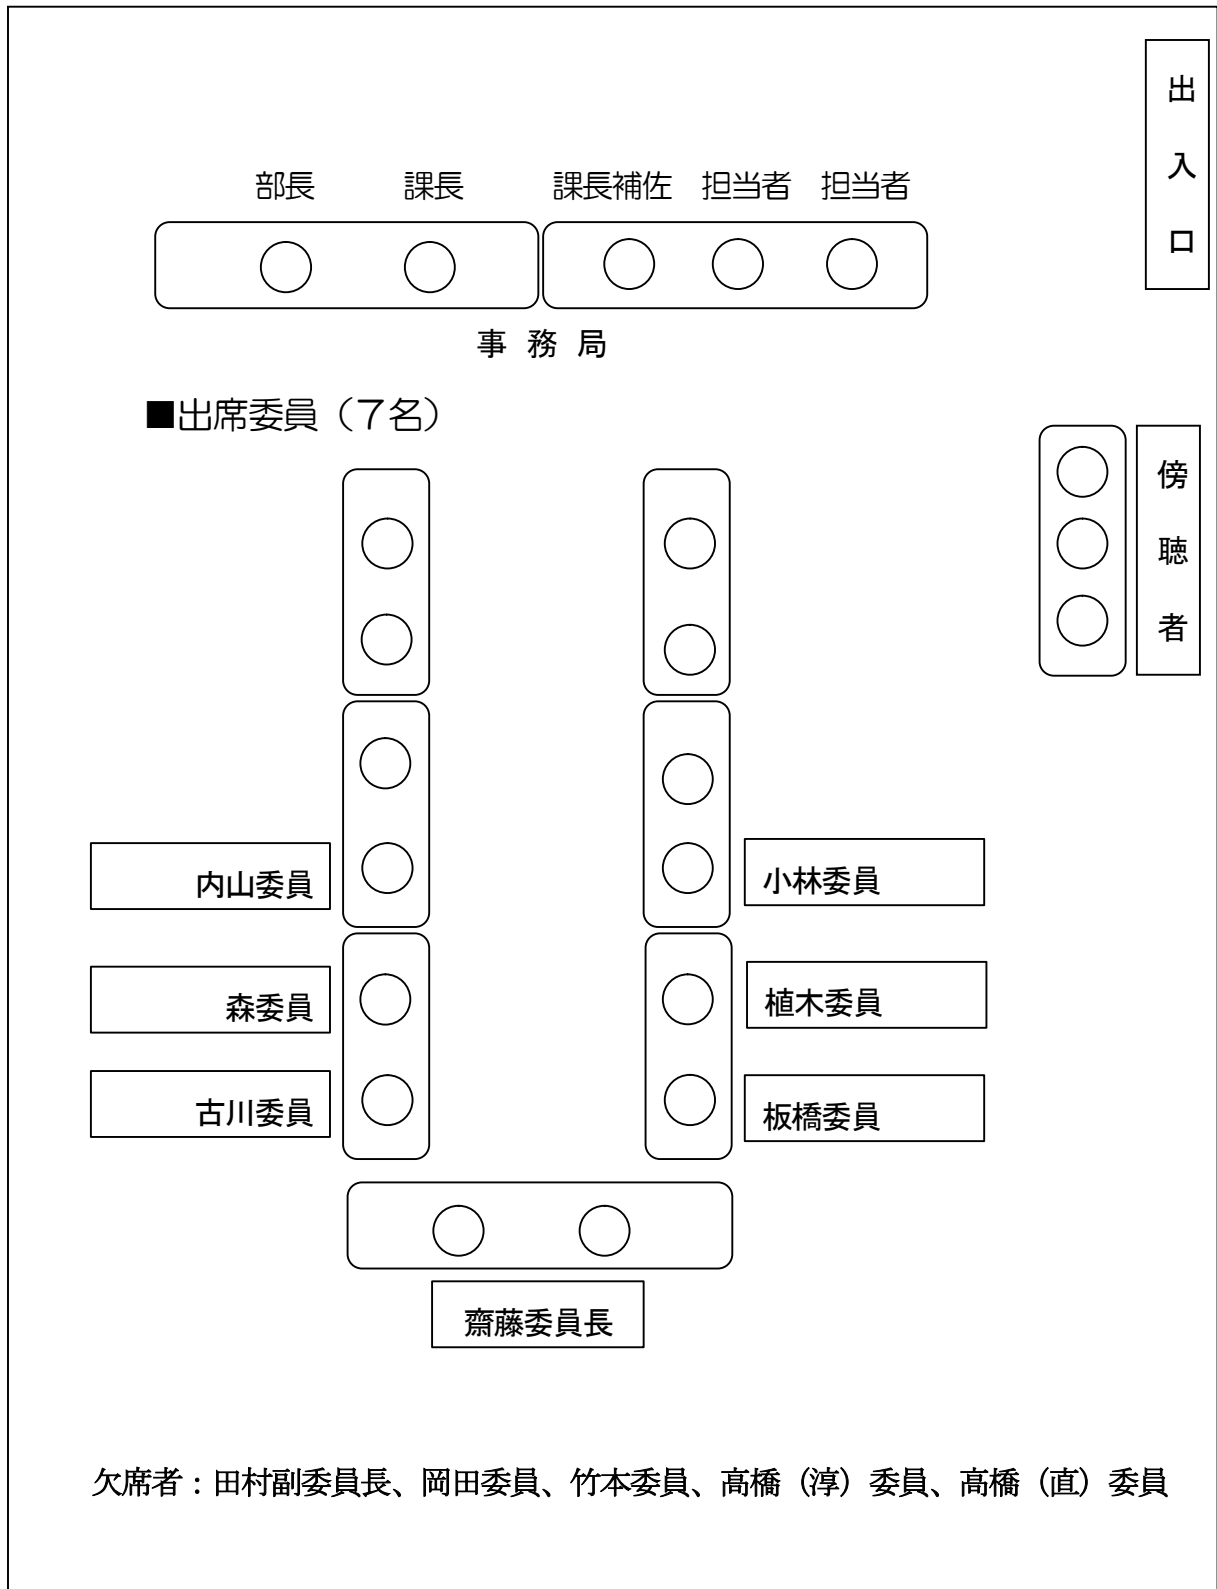 出入口
部長 課長 課長補佐 担当者 担当者
事務局
■出席委員（7名）
傍聴者
内山委員
小林委員
森委員
植木委員
古川委員
板橋委員
齋藤委員長
欠席者：田村副委員長、岡田委員、竹本委員、高橋（淳）委員、高橋（直）委員